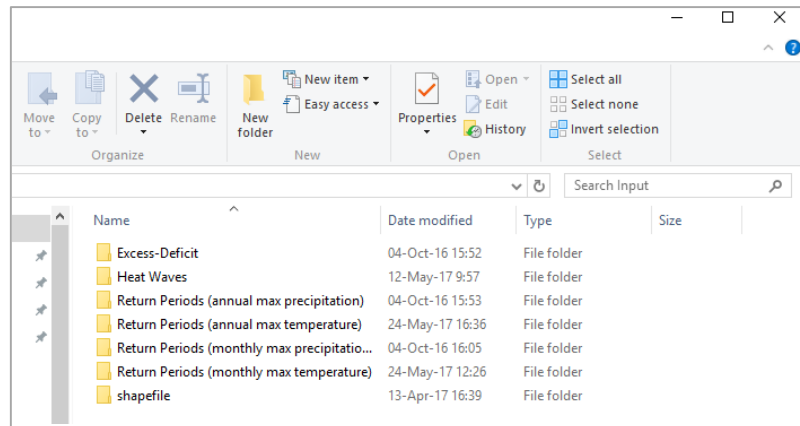 Move to
Copy to
Delete
Rename
New folder
New item
Easy access
Properties
Open
Edit
History
Select all
Select none
Invert selection
Organize
New
Open
Select
Search Input
Name Date modified Type Size
Excess-Deficit 04-Oct-16 15:52 File folder
Heat Waves 12-May-17 9:57 File folder
Return Periods (annual max precipitation) 04-Oct-16 15:53 File folder
Return Periods (annual max temperature) 24-May-17 16:36 File folder
Return Periods (monthly max precipitatio... 04-Oct-16 16:05 File folder
Return Periods (monthly max temperature) 24-May-17 12:26 File folder
shapefile 13-Apr-17 16:39 File folder